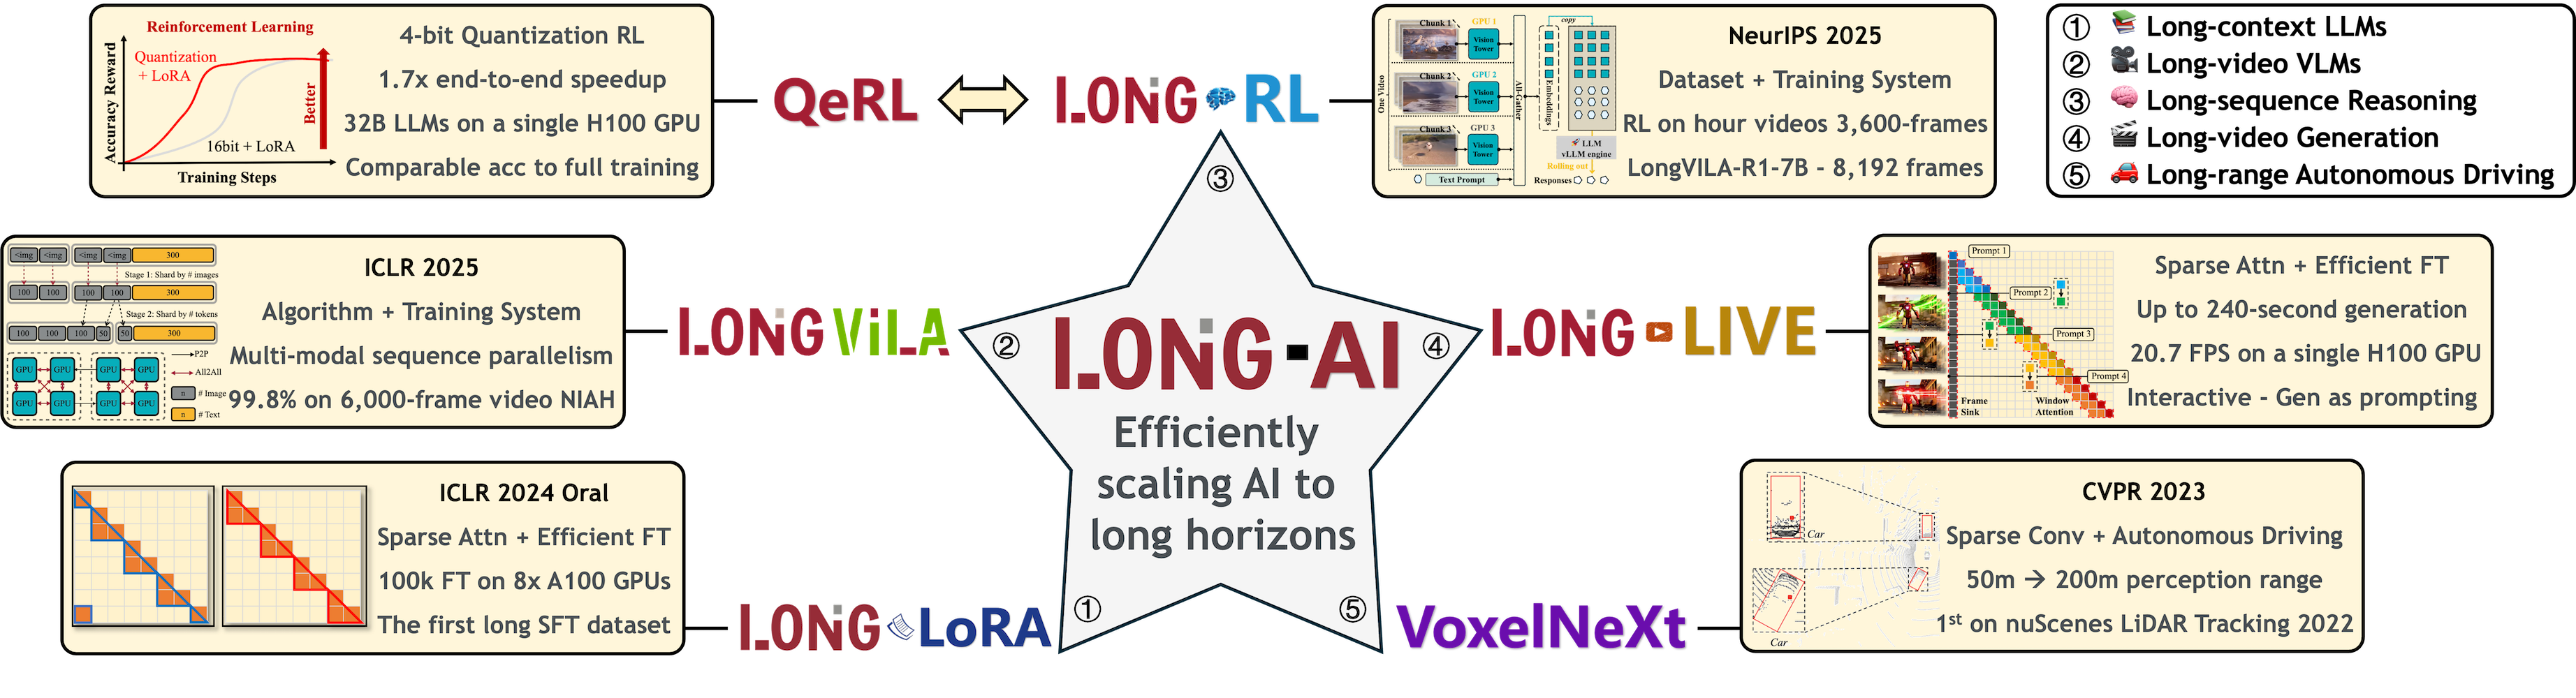 Reinforcement Learning
Quantization
+ LoRA
16bit + LoRA
Better
Accuracy Reward
Training Steps
4-bit Quantization RL
1.7x end-to-end speedup
32B LLMs on a single H100 GPU
Comparable acc to full training
QeRL
LONG RL
One Video
Chunk 1
Chunk 2
Chunk 3
GPU 1
Vision
Tower
GPU 2
Vision
Tower
GPU 3
Vision
Tower
All-Gather
copy
Embeddings
LLM
vLLM engine
Rolling out
Text Prompt
Responses
NeurIPS 2025
Dataset + Training System
RL on hour videos 3,600-frames
LongVILA-R1-7B - 8,192 frames
① Long-context LLMs
② Long-video VLMs
③ Long-sequence Reasoning
④ Long-video Generation
⑤ Long-range Autonomous Driving
<img <img <img <img 300
Stage 1: Shard by # images
100 100 100 100 300
Stage 2: Shard by # tokens
100 100 100 50 50 300
GPU GPU GPU GPU
GPU GPU GPU GPU
P2P
All2All
n # Image
n # Text
ICLR 2025
Algorithm + Training System
Multi-modal sequence parallelism
99.8% on 6,000-frame video NIAH
LONG ViLA
③
②
④
①
⑤
LONG-AI
Efficiently
scaling AI to
long horizons
LONG LIVE
Prompt 1
Prompt 2
Prompt 3
Prompt 4
Frame
Sink
Window
Attention
Sparse Attn + Efficient FT
Up to 240-second generation
20.7 FPS on a single H100 GPU
Interactive - Gen as prompting
ICLR 2024 Oral
Sparse Attn + Efficient FT
100k FT on 8x A100 GPUs
The first long SFT dataset
LONG LoRA
VoxelNeXt
Car
Car
CVPR 2023
Sparse Conv + Autonomous Driving
50m → 200m perception range
1st on nuScenes LiDAR Tracking 2022